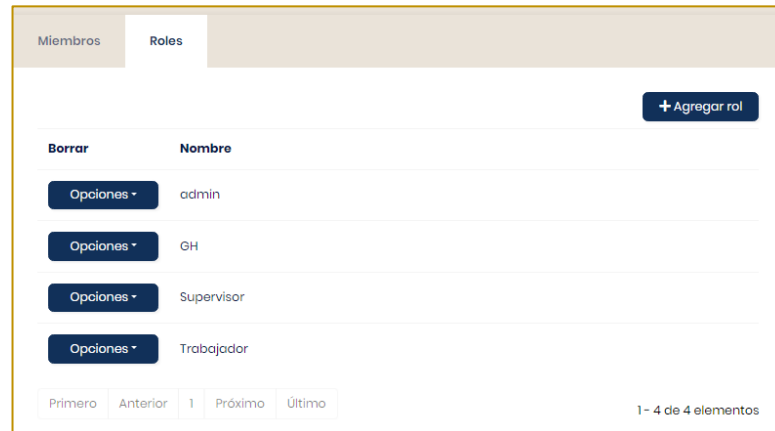 Miembros Roles
+ Agregar rol
Borrar Nombre
Opciones admin
Opciones GH
Opciones Supervisor
Opciones Trabajador
Primero Anterior 1 Próximo Último
1 - 4 de 4 elementos